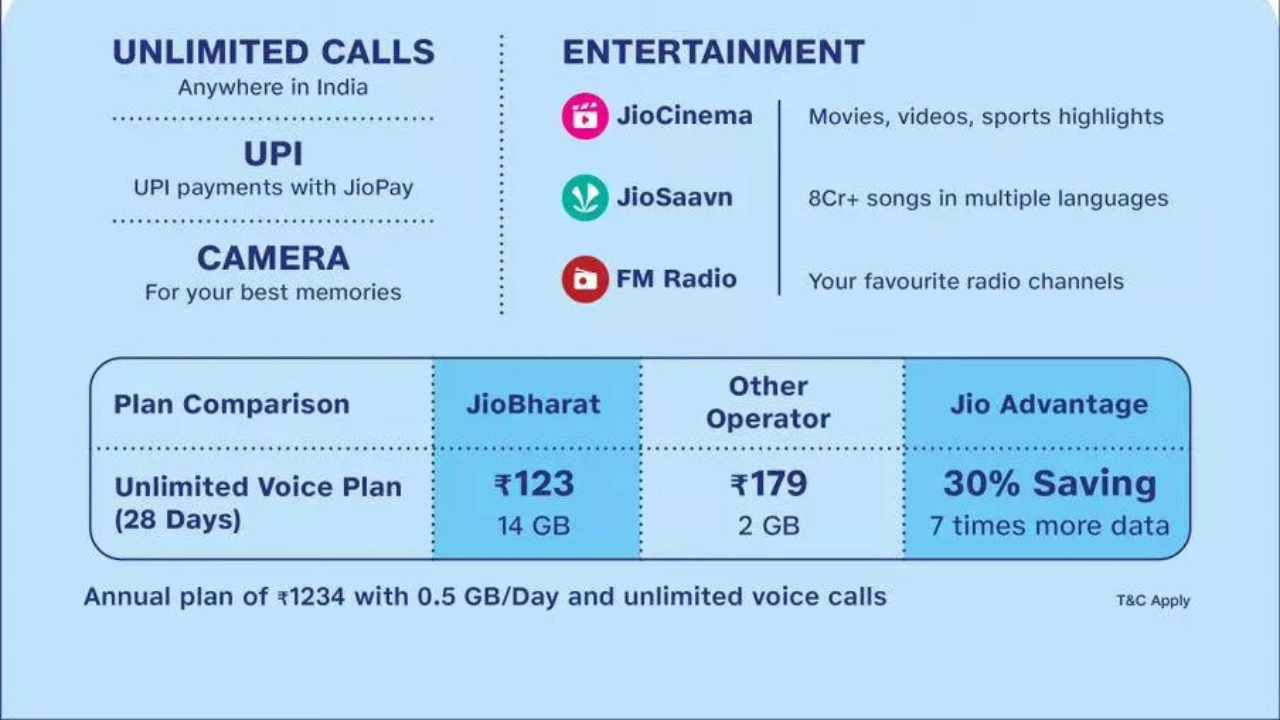 UNLIMITED CALLS
Anywhere in India
UPI
UPI payments with JioPay
CAMERA
For your best memories
ENTERTAINMENT
JioCinema Movies, videos, sports highlights
JioSaavn 8Cr+ songs in multiple languages
FM Radio Your favourite radio channels
Plan Comparison JioBharat Other Operator Jio Advantage
Unlimited Voice Plan (28 Days) ₹123 14 GB ₹179 2 GB 30% Saving 7 times more data
Annual plan of ₹1234 with 0.5 GB/Day and unlimited voice calls
T&C Apply